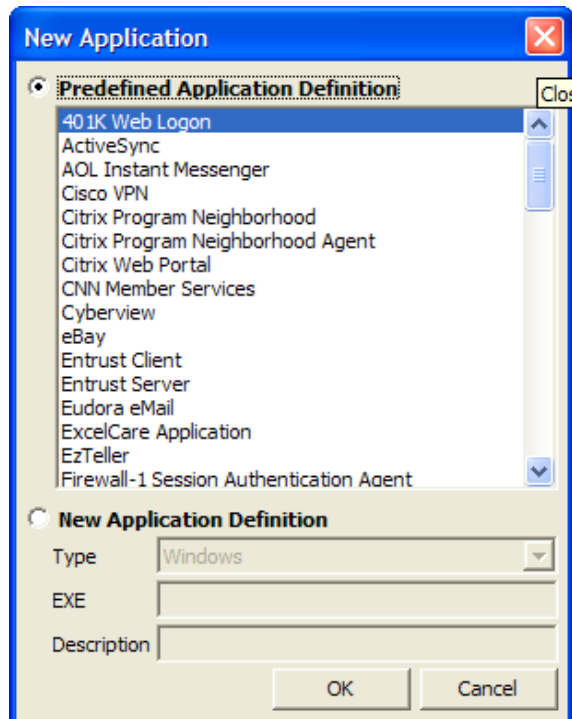 New Application
Predefined Application Definition
Clos
401K Web Logon
ActiveSync
AOL Instant Messenger
Cisco VPN
Citrix Program Neighborhood
Citrix Program Neighborhood Agent
Citrix Web Portal
CNN Member Services
Cyberview
eBay
Entrust Client
Entrust Server
Eudora eMail
ExcelCare Application
EzTeller
Firewall-1 Session Authentication Agent
New Application Definition
Type Windows
EXE
Description
OK Cancel